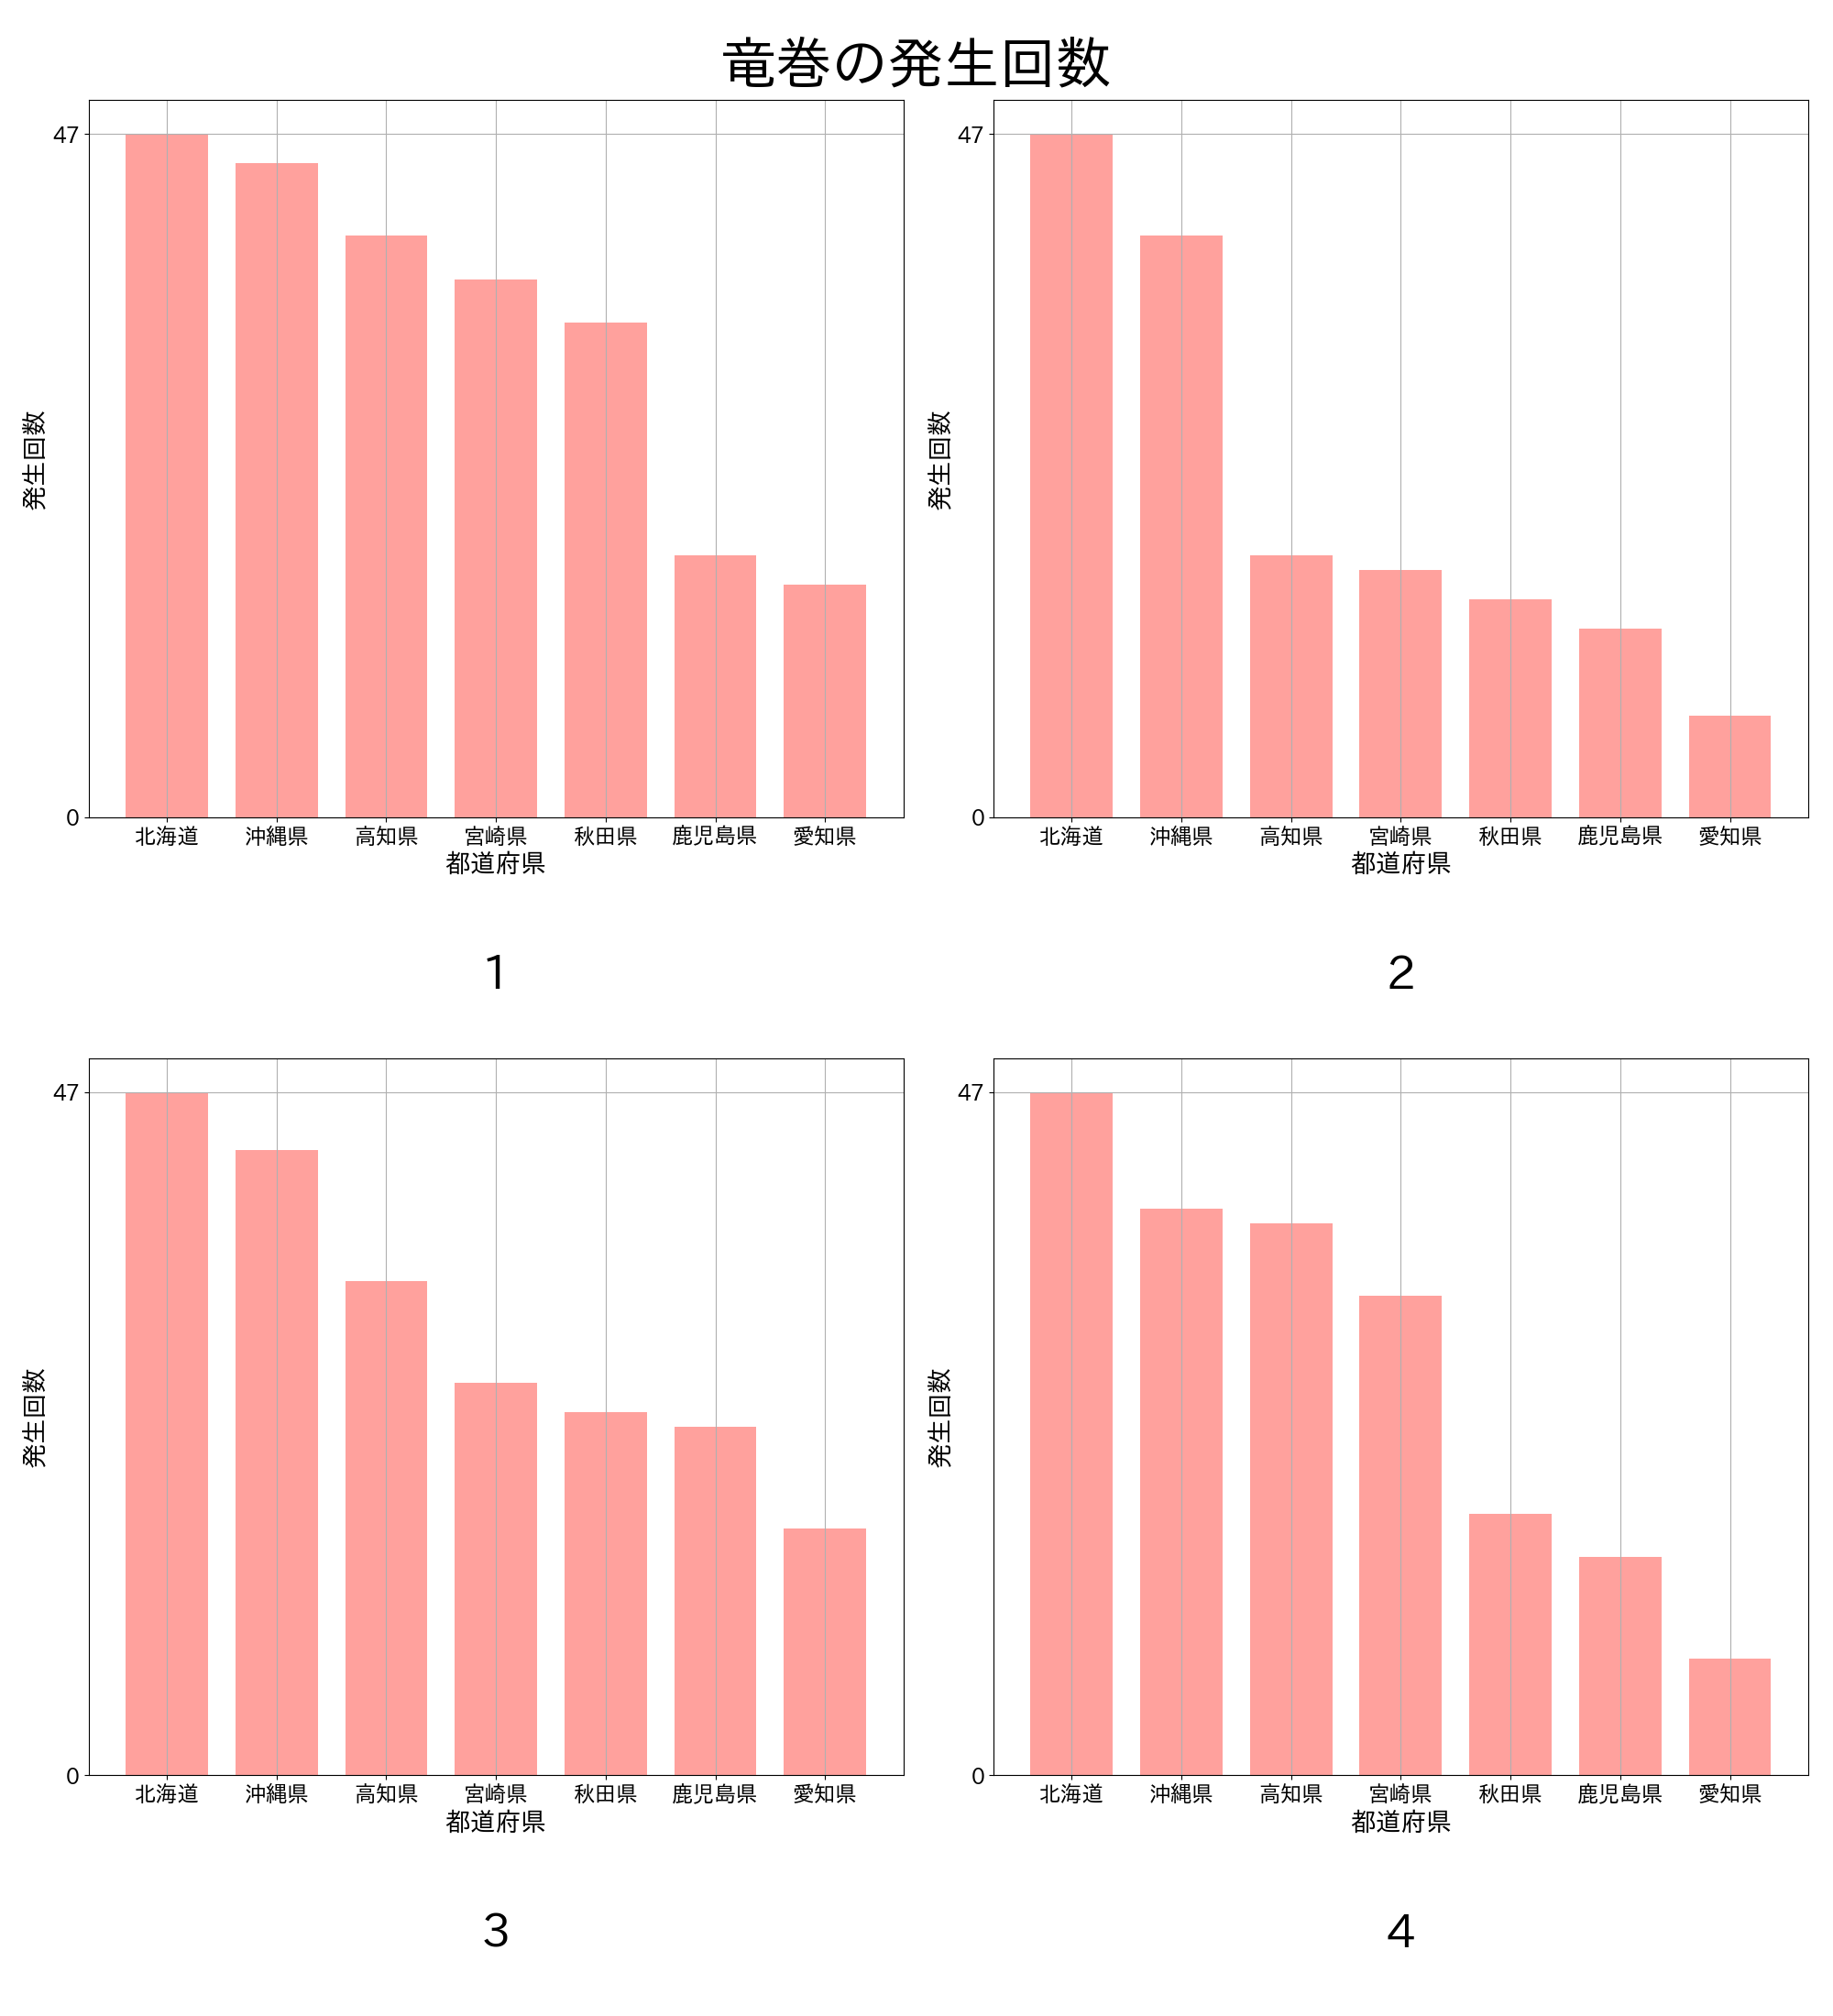 竜巻の発生回数
47
0
発生回数
北海道 沖縄県 高知県 宮崎県 秋田県 鹿児島県 愛知県
都道府県
1
47
0
発生回数
北海道 沖縄県 高知県 宮崎県 秋田県 鹿児島県 愛知県
都道府県
2
47
0
発生回数
北海道 沖縄県 高知県 宮崎県 秋田県 鹿児島県 愛知県
都道府県
3
47
0
発生回数
北海道 沖縄県 高知県 宮崎県 秋田県 鹿児島県 愛知県
都道府県
4